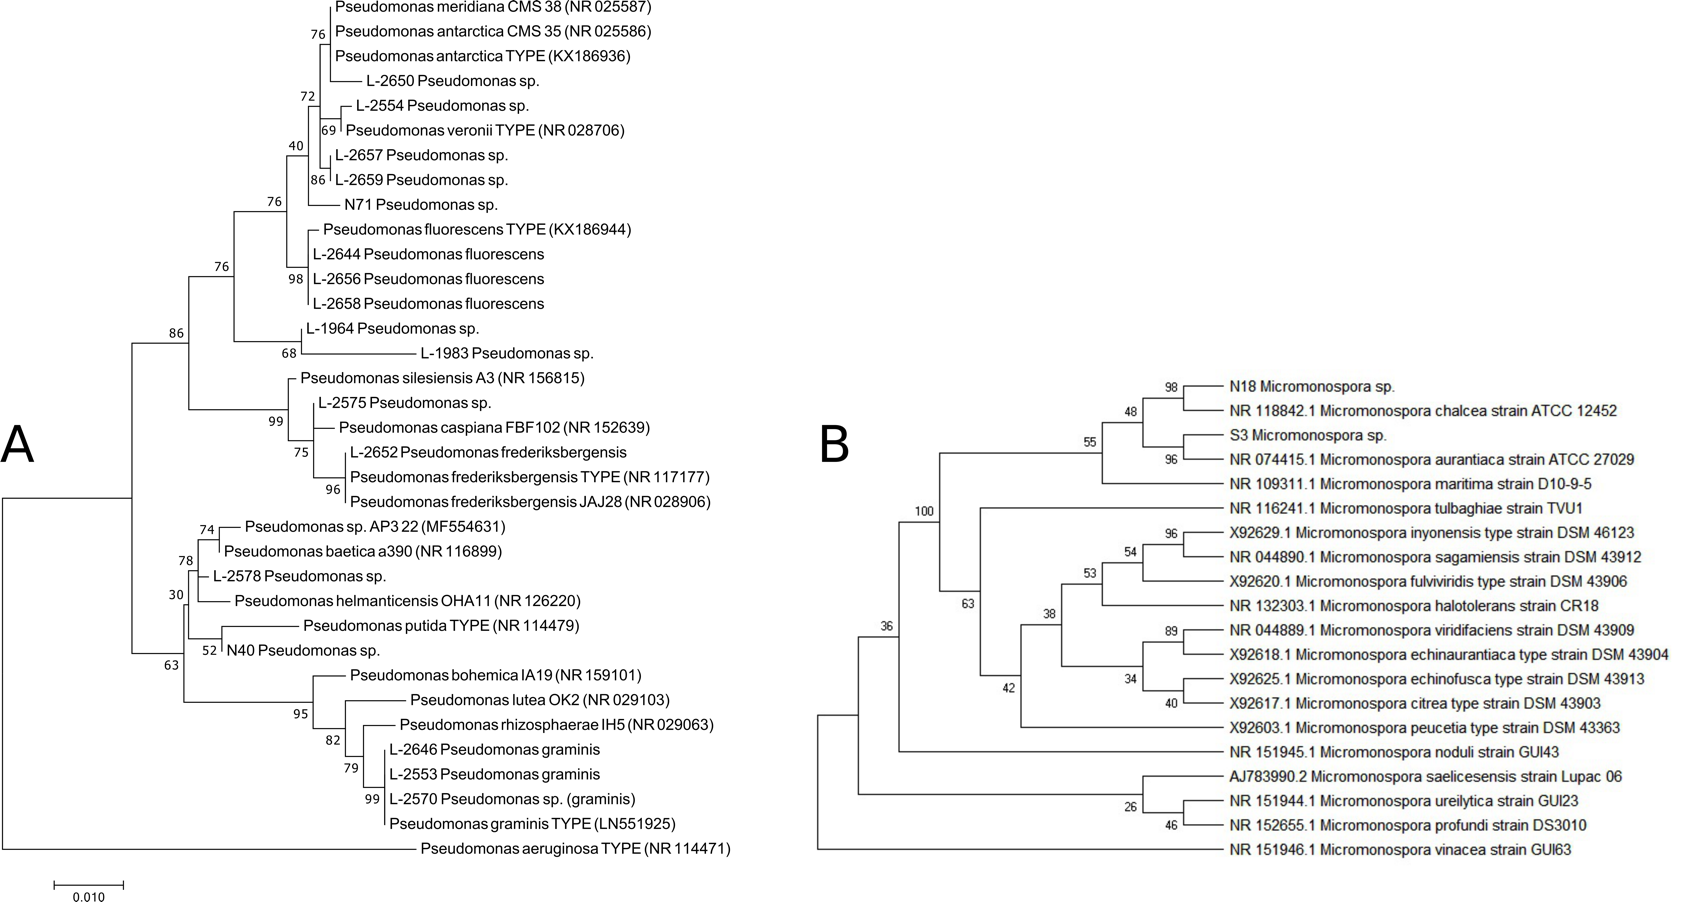 A
Pseudomonas meridiana CMS 38 (NR 025587)
Pseudomonas antarctica CMS 35 (NR 025586)
76
Pseudomonas antarctica TYPE (KX186936)
L-2650 Pseudomonas sp.
72
L-2554 Pseudomonas sp.
69
Pseudomonas veronii TYPE (NR 028706)
40
L-2657 Pseudomonas sp.
86
L-2659 Pseudomonas sp.
76
N71 Pseudomonas sp.
Pseudomonas fluorescens TYPE (KX186944)
L-2644 Pseudomonas fluorescens
76
98
L-2656 Pseudomonas fluorescens
L-2658 Pseudomonas fluorescens
86
L-1964 Pseudomonas sp.
68
L-1983 Pseudomonas sp.
Pseudomonas silesiensis A3 (NR 156815)
L-2575 Pseudomonas sp.
99
Pseudomonas caspiana FBF102 (NR 152639)
75
L-2652 Pseudomonas frederiksbergensis
Pseudomonas frederiksbergensis TYPE (NR 117177)
96
Pseudomonas frederiksbergensis JAJ28 (NR 028906)
74
Pseudomonas sp. AP3 22 (MF554631)
Pseudomonas baetica a390 (NR 116899)
78
L-2578 Pseudomonas sp.
30
Pseudomonas helmanticensis OHA11 (NR 126220)
Pseudomonas putida TYPE (NR 114479)
52
N40 Pseudomonas sp.
63
Pseudomonas bohemica IA19 (NR 159101)
Pseudomonas lutea OK2 (NR 029103)
95
Pseudomonas rhizosphaerae IH5 (NR 029063)
82
L-2646 Pseudomonas graminis
79
L-2553 Pseudomonas graminis
99
L-2570 Pseudomonas sp. (graminis)
Pseudomonas graminis TYPE (LN551925)
Pseudomonas aeruginosa TYPE (NR 114471)
0.010
B
98
N18 Micromonospora sp.
48
NR 118842.1 Micromonospora chalcea strain ATCC 12452
55
S3 Micromonospora sp.
96
NR 074415.1 Micromonospora aurantiaca strain ATCC 27029
NR 109311.1 Micromonospora maritima strain D10-9-5
100
NR 116241.1 Micromonospora tulbaghiae strain TVU1
96
X92629.1 Micromonospora inyonensis type strain DSM 46123
54
NR 044890.1 Micromonospora sagamiensis strain DSM 43912
53
X92620.1 Micromonospora fulviviridis type strain DSM 43906
63
NR 132303.1 Micromonospora halotolerans strain CR18
38
36
89
NR 044889.1 Micromonospora viridifaciens strain DSM 43909
X92618.1 Micromonospora echinaurantiaca type strain DSM 43904
34
X92625.1 Micromonospora echinofusca type strain DSM 43913
42
40
X92617.1 Micromonospora citrea type strain DSM 43903
X92603.1 Micromonospora peucetia type strain DSM 43363
NR 151945.1 Micromonospora noduli strain GUI43
AJ783990.2 Micromonospora saelicesensis strain Lupac 06
26
NR 151944.1 Micromonospora ureilytica strain GUI23
46
NR 152655.1 Micromonospora profundi strain DS3010
NR 151946.1 Micromonospora vinacea strain GUI63